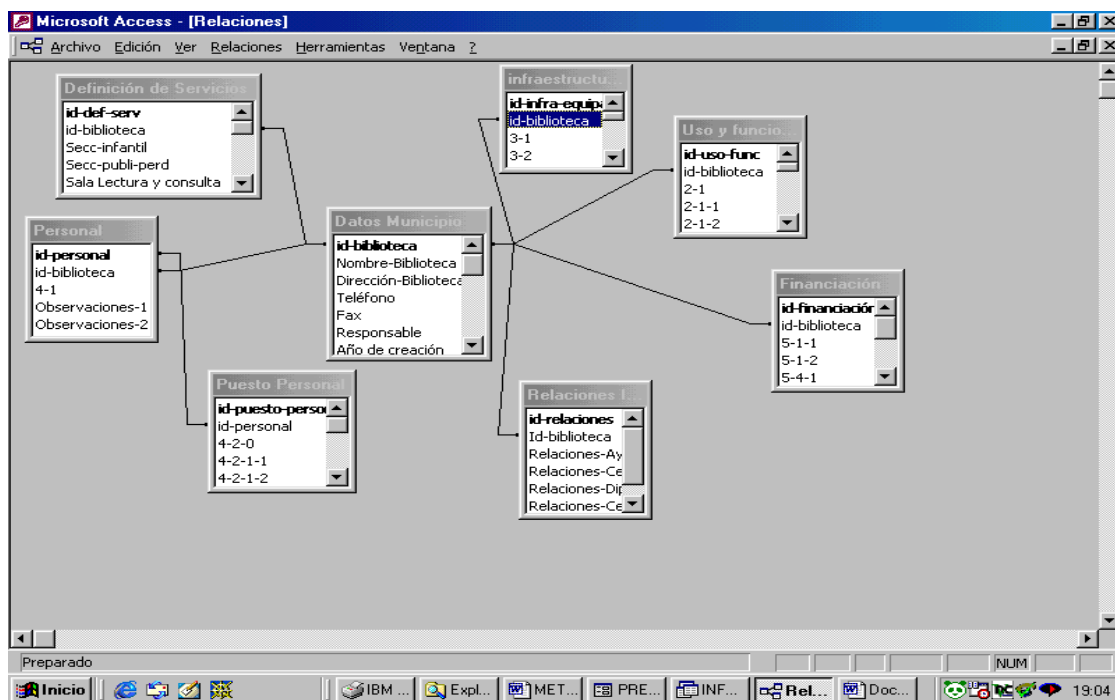 Microsoft Access - [Relaciones]
Archivo Edición Ver Relaciones Herramientas Ventana ?
Definición de Servicios
id-def-serv
id-biblioteca
Secc-infantil
Secc-publi-perd
Sala Lectura y consulta
infraestructu...
id-infra-equip
id-biblioteca
3-1
3-2
Uso y funcio...
id-uso-func
id-biblioteca
2-1
2-1-1
2-1-2
Personal
id-personal
id-biblioteca
4-1
Observaciones-1
Observaciones-2
Datos Municipio
id-biblioteca
Nombre-Biblioteca
Dirección-Biblioteca
Teléfono
Fax
Responsable
Año de creación
Financiación
id-financiación
id-biblioteca
5-1-1
5-1-2
5-4-1
Puesto Personal
id-puesto-perso
id-personal
4-2-0
4-2-1-1
4-2-1-2
Relaciones I...
id-relaciones
Id-biblioteca
Relaciones-Ay
Relaciones-Ce
Relaciones-Dip
Relaciones-Ce
Preparado NUM
Inicio IBM ... Expl... MET... PRE... INF... Rel... Doc... 19:04